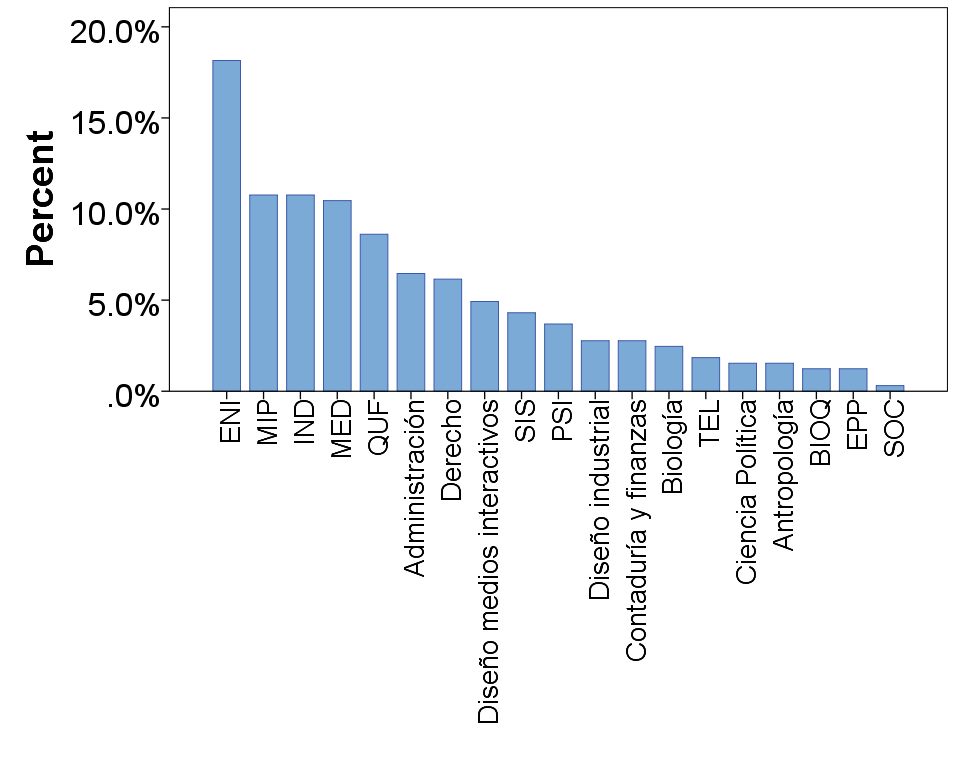 Percent
20.0%
15.0%
10.0%
5.0%
.0%
ENI
MIP
IND
MED
QUF
Administración
Derecho
Diseño medios interactivos
SIS
PSI
Diseño industrial
Contaduría y finanzas
Biología
TEL
Ciencia Política
Antropología
BIOQ
EPP
SOC